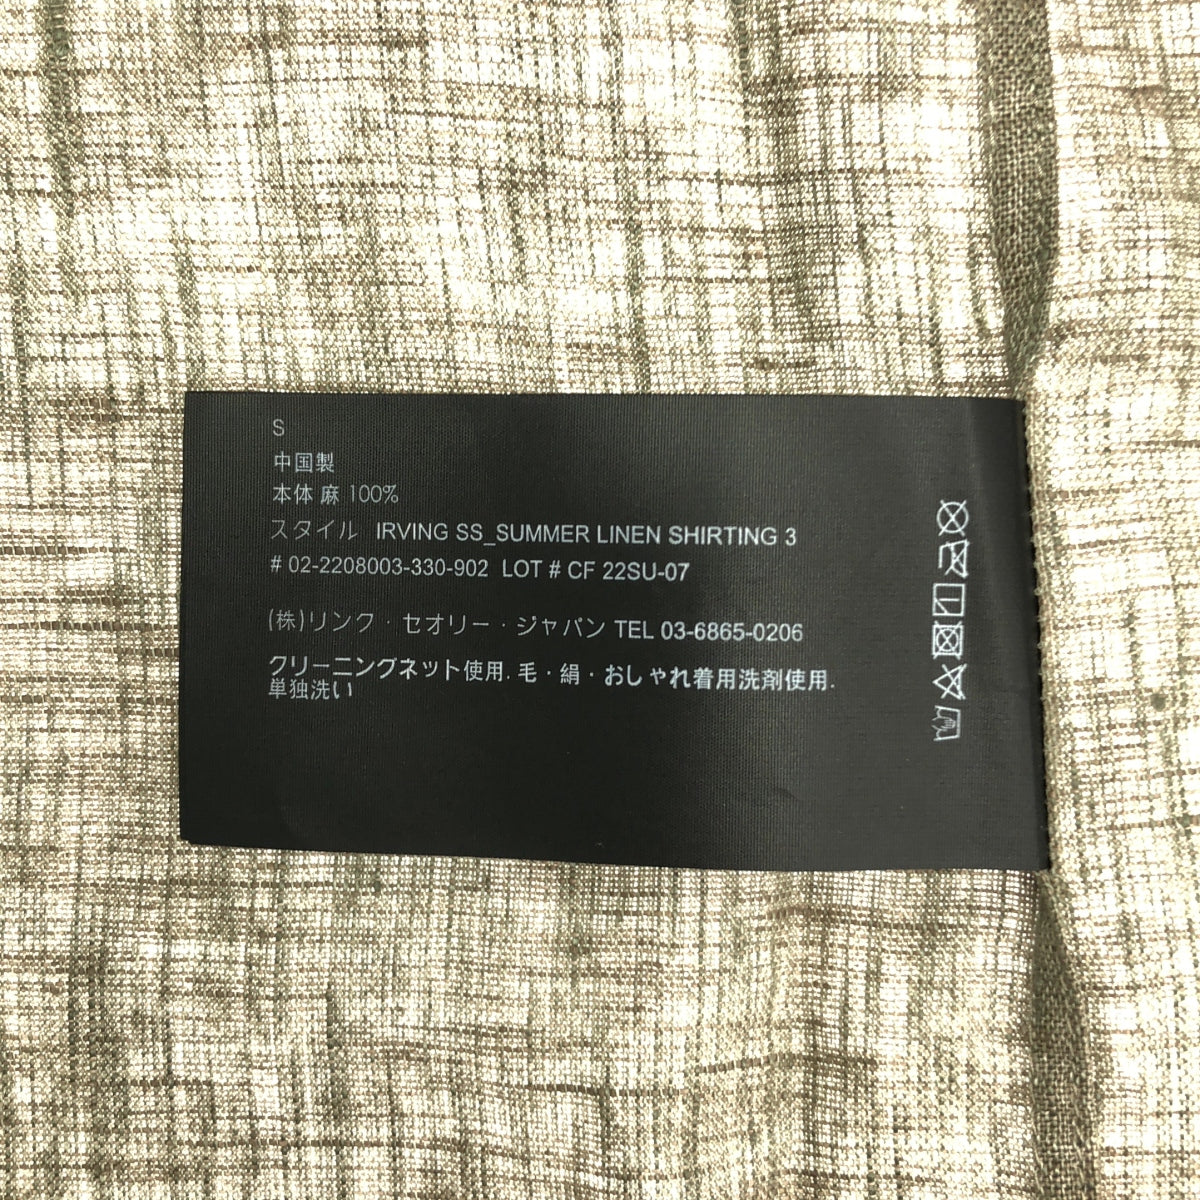 S
中国製
本体 麻 100%
スタイル IRVING SS_SUMMER LINEN SHIRTING 3
# 02-2208003-330-902 LOT # CF 22SU-07
(株)リンク・セオリー・ジャパン TEL 03-6865-0206
クリーニングネット使用. 毛・絹・おしゃれ着用洗剤使用.
単独洗い